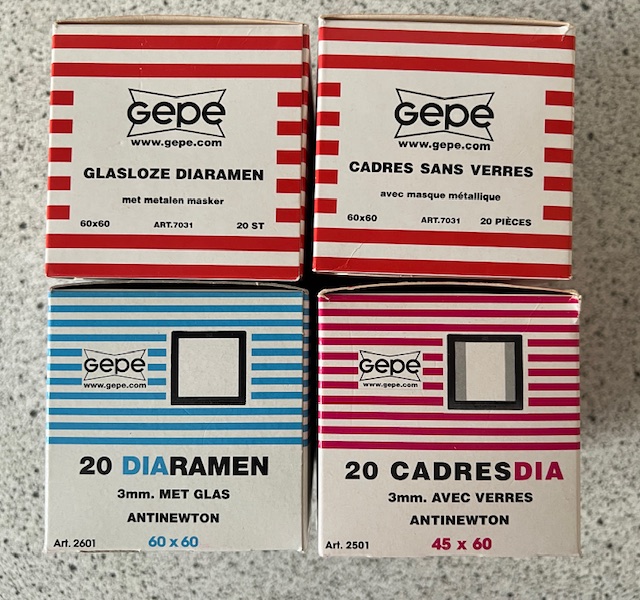 GePe
www.gepe.com
GLASLOZE DIARAMEN
met metalen masker
60x60 ART.7031 20 ST
GePe
www.gepe.com
CADRES SANS VERRES
avec masque métallique
60x60 ART.7031 20 PIÈCES
GePe
www.gepe.com
20 DIARAMEN
3mm. MET GLAS
ANTINEWTON
Art. 2601 60 x 60
GePe
www.gepe.com
20 CADRESDIA
3mm. AVEC VERRES
ANTINEWTON
Art. 2501 45 x 60